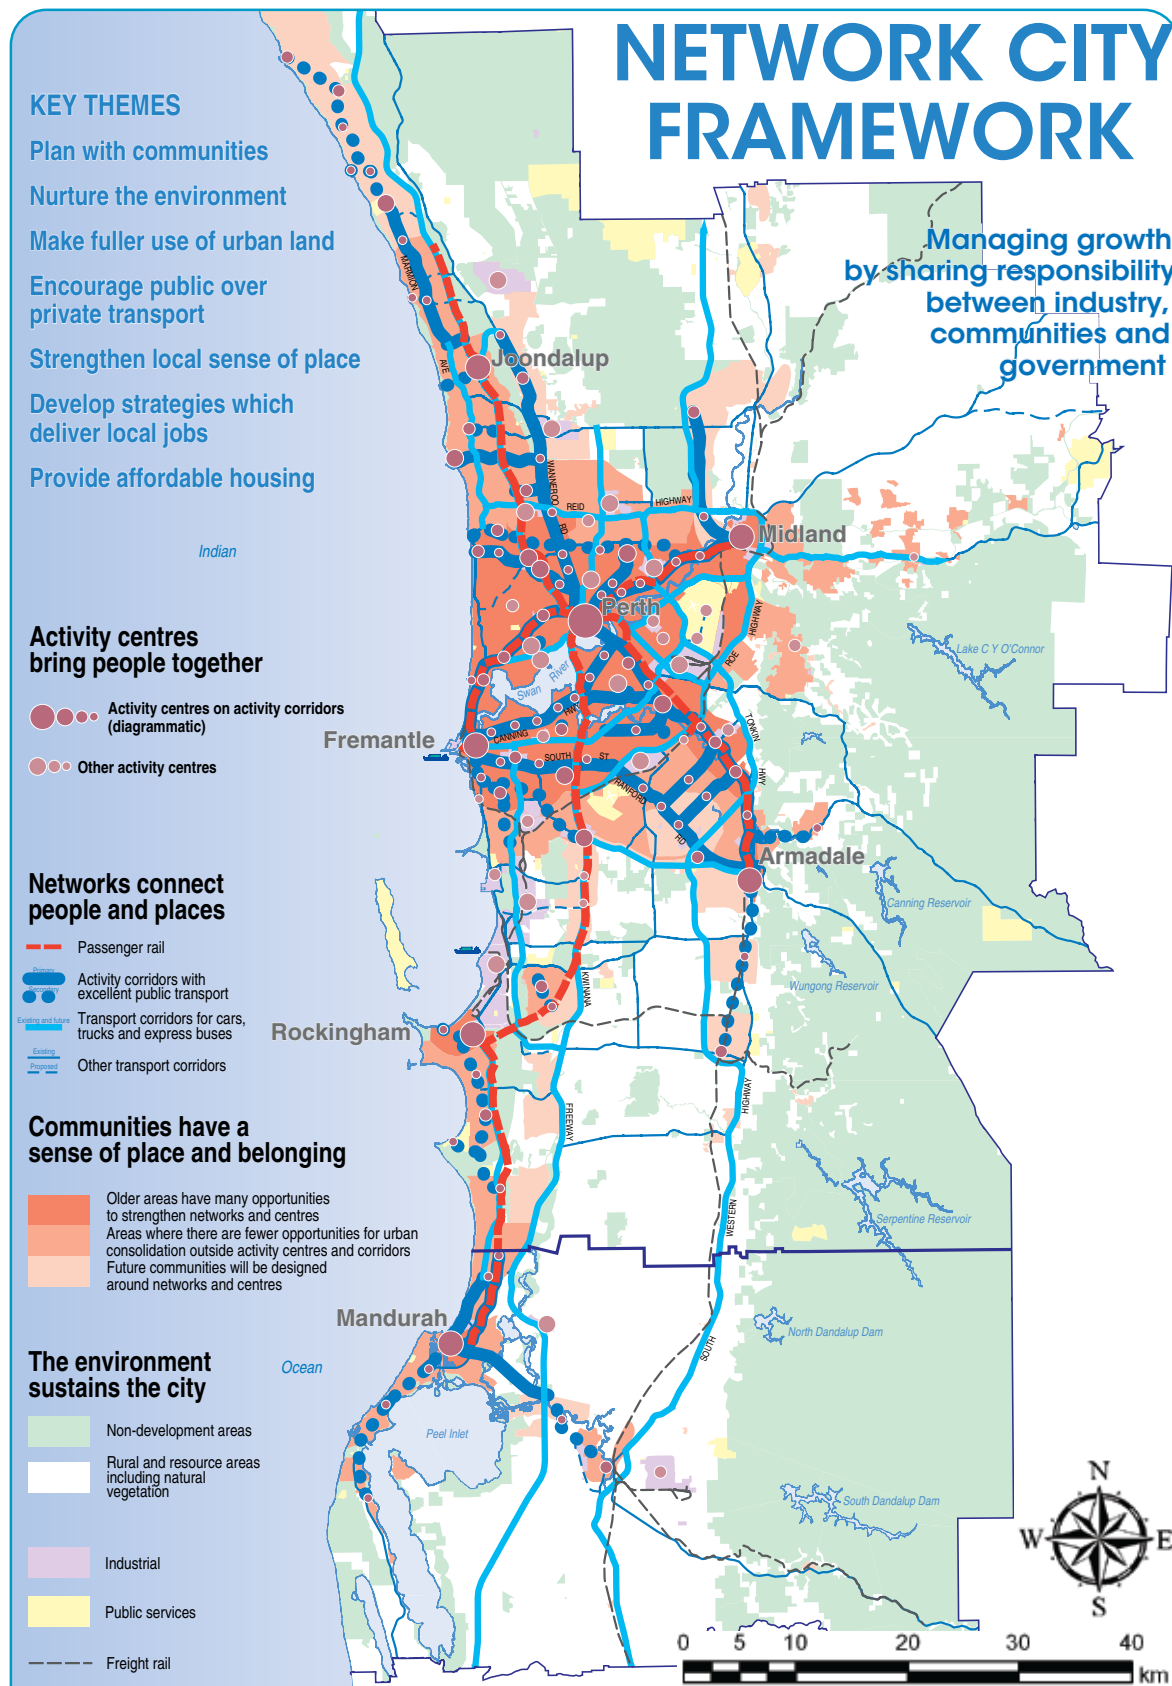 NETWORK CITY
FRAMEWORK
Managing growth
by sharing responsibility
between industry,
communities and
government
KEY THEMES
Plan with communities
Nurture the environment
Make fuller use of urban land
Encourage public over
private transport
Strengthen local sense of place
Develop strategies which
deliver local jobs
Provide affordable housing
Indian
Activity centres
bring people together
Activity centres on activity corridors
(diagrammatic)
Other activity centres
Networks connect
people and places
Passenger rail
Primary
Secondary
Activity corridors with
excellent public transport
Existing and future
Transport corridors for cars,
trucks and express buses
Existing
Proposed
Other transport corridors
Communities have a
sense of place and belonging
Older areas have many opportunities
to strengthen networks and centres
Areas where there are fewer opportunities for urban
consolidation outside activity centres and corridors
Future communities will be designed
around networks and centres
The environment
sustains the city
Ocean
Non-development areas
Rural and resource areas
including natural
vegetation
Industrial
Public services
Freight rail
MARMION
AVE
Joondalup
WANNEROO
RD
REID
HIGHWAY
Midland
Perth
HIGHWAY
ROE
Lake C Y O'Connor
Swan
River
Fremantle
CANNING
HWY
SOUTH
ST
TONKIN
HWY
RANFORD
RD
Armadale
Canning Reservoir
Wungong Reservoir
KWINANA
Rockingham
FREEWAY
HIGHWAY
WESTERN
SOUTH
Serpentine Reservoir
Mandurah
North Dandalup Dam
Peel Inlet
South Dandalup Dam
N
W
E
S
0 5 10 20 30 40
km